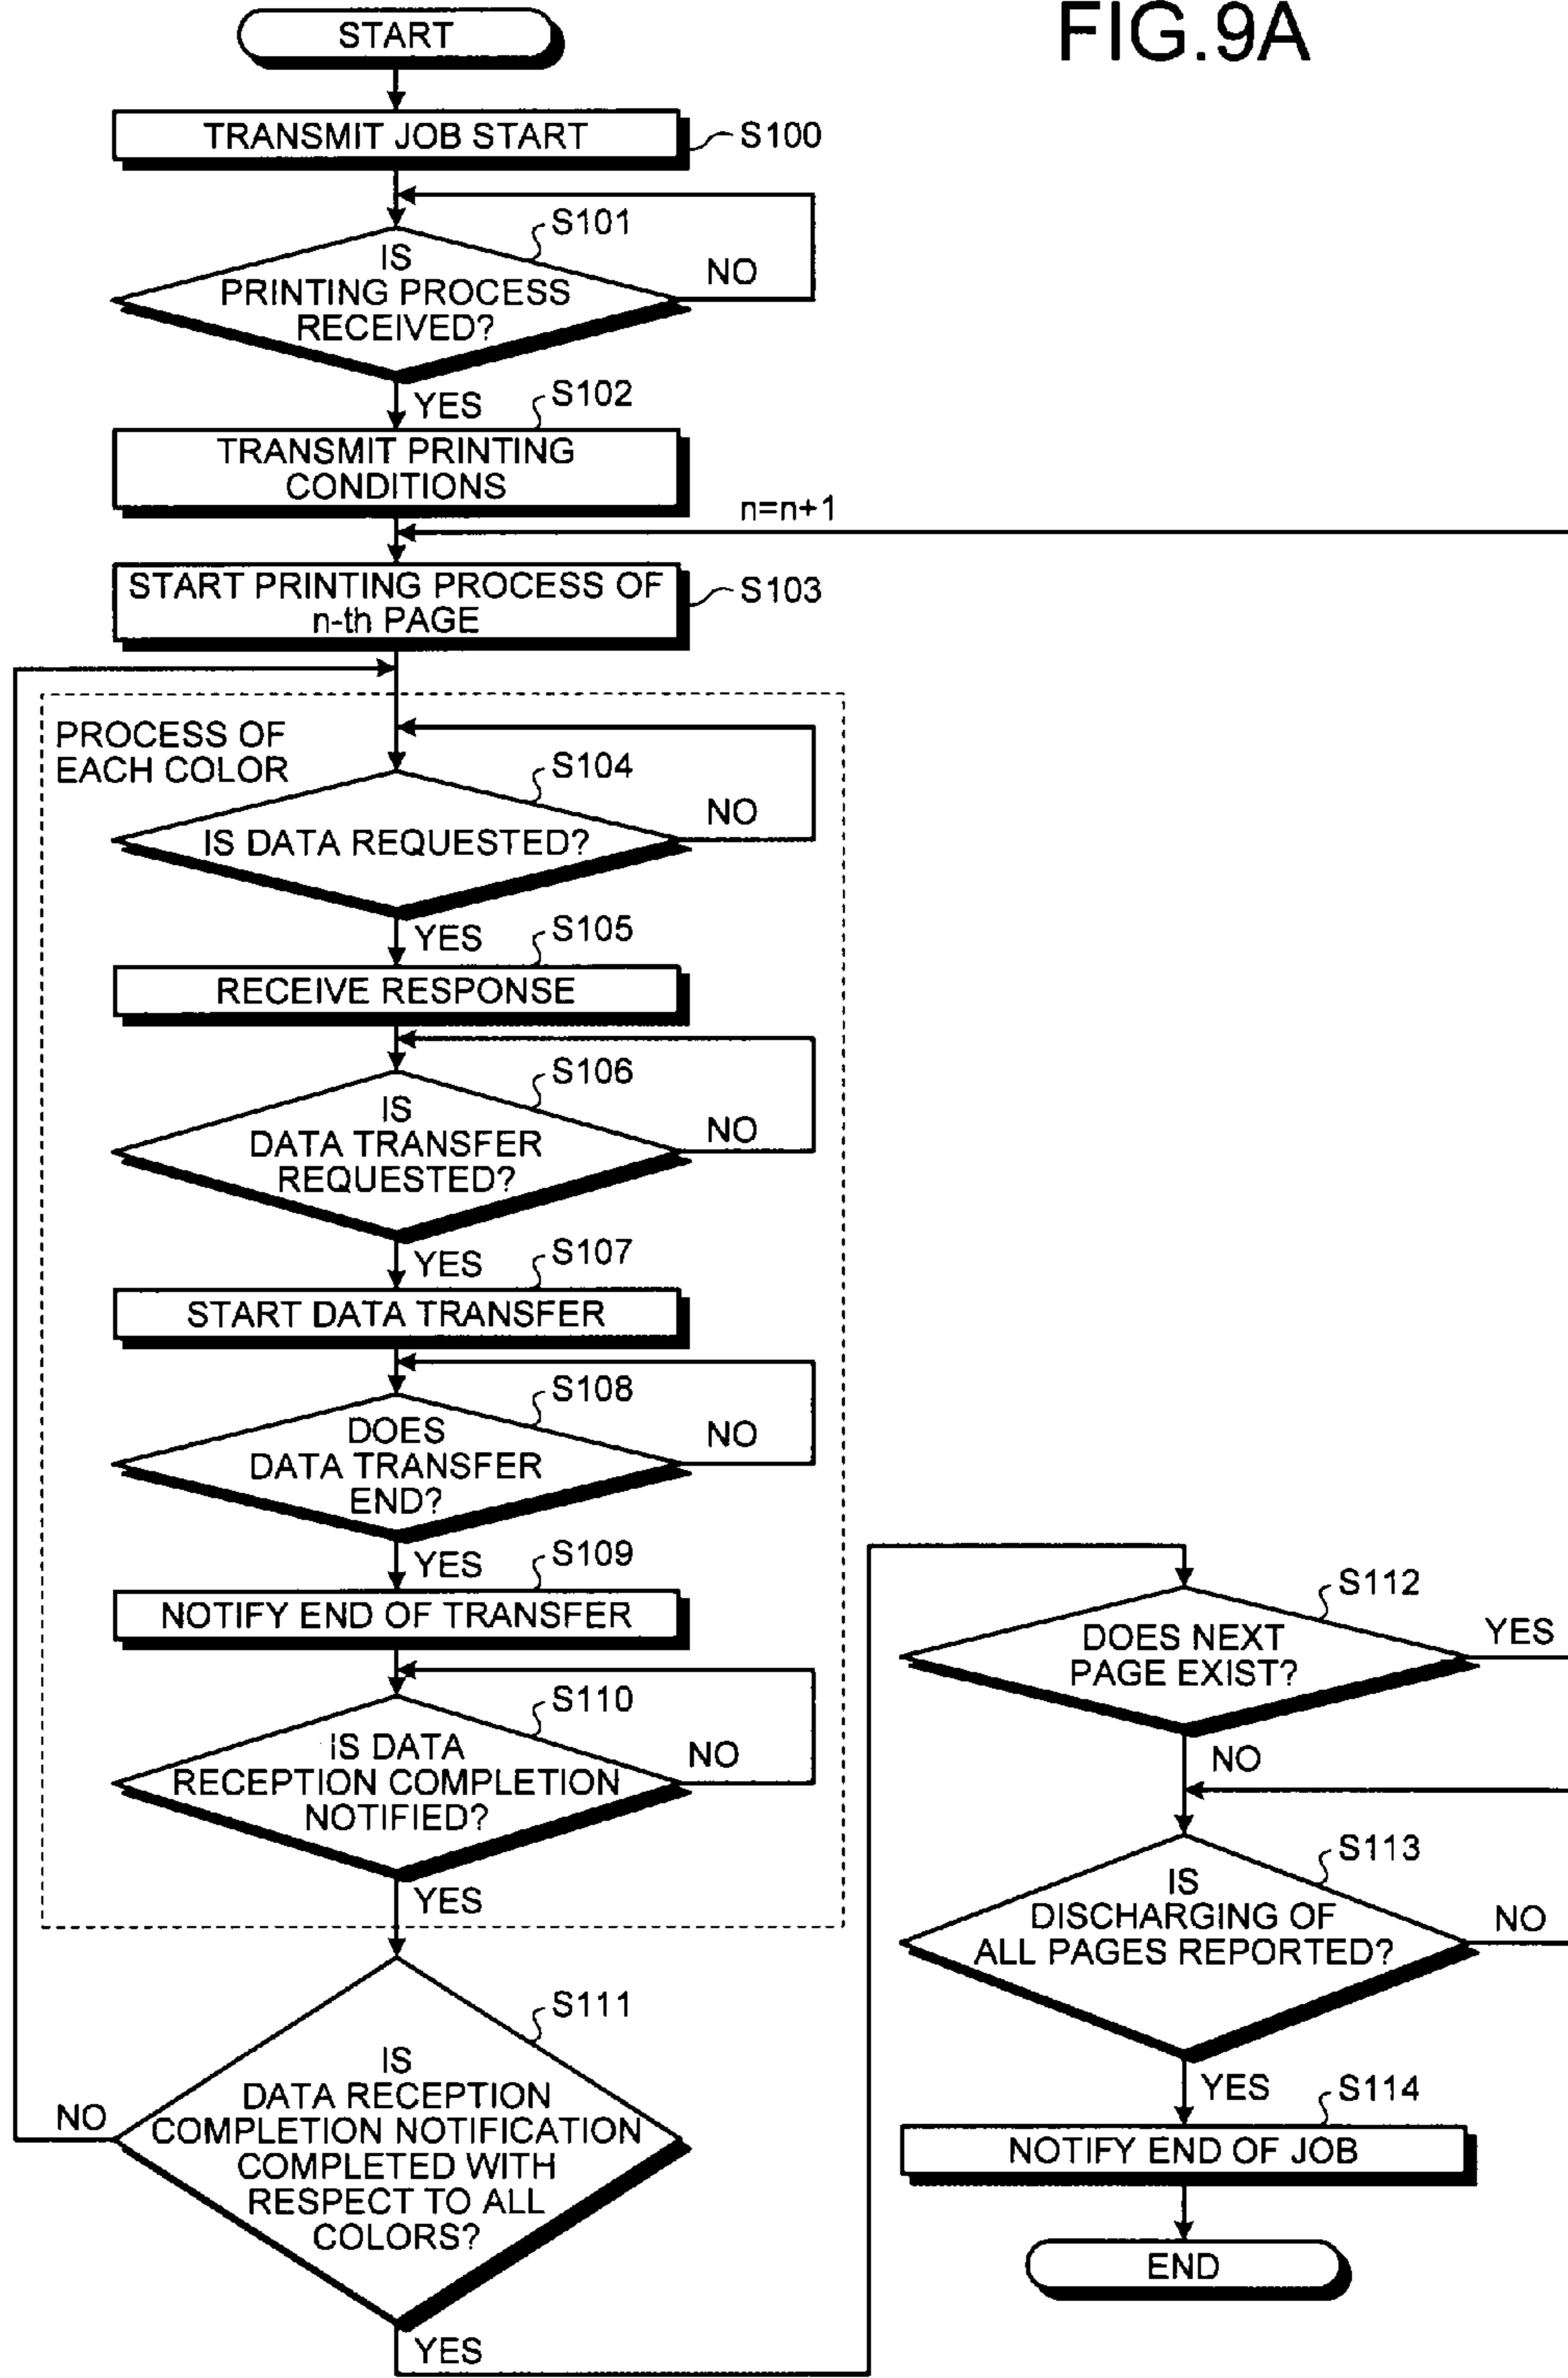 FIG.9A
START
TRANSMIT JOB START
S100
S101
IS
PRINTING PROCESS
RECEIVED?
NO
YES
S102
TRANSMIT PRINTING
CONDITIONS
n=n+1
START PRINTING PROCESS OF
n-th PAGE
S103
PROCESS OF
EACH COLOR
S104
IS DATA REQUESTED?
NO
YES
S105
RECEIVE RESPONSE
S106
IS
DATA TRANSFER
REQUESTED?
NO
YES
S107
START DATA TRANSFER
S108
DOES
DATA TRANSFER
END?
NO
YES
S109
NOTIFY END OF TRANSFER
S110
IS DATA
RECEPTION COMPLETION
NOTIFIED?
NO
YES
S111
IS
DATA RECEPTION
COMPLETION NOTIFICATION
COMPLETED WITH
RESPECT TO ALL
COLORS?
NO
YES
S112
DOES NEXT
PAGE EXIST?
YES
NO
S113
IS
DISCHARGING OF
ALL PAGES REPORTED?
NO
YES
S114
NOTIFY END OF JOB
END